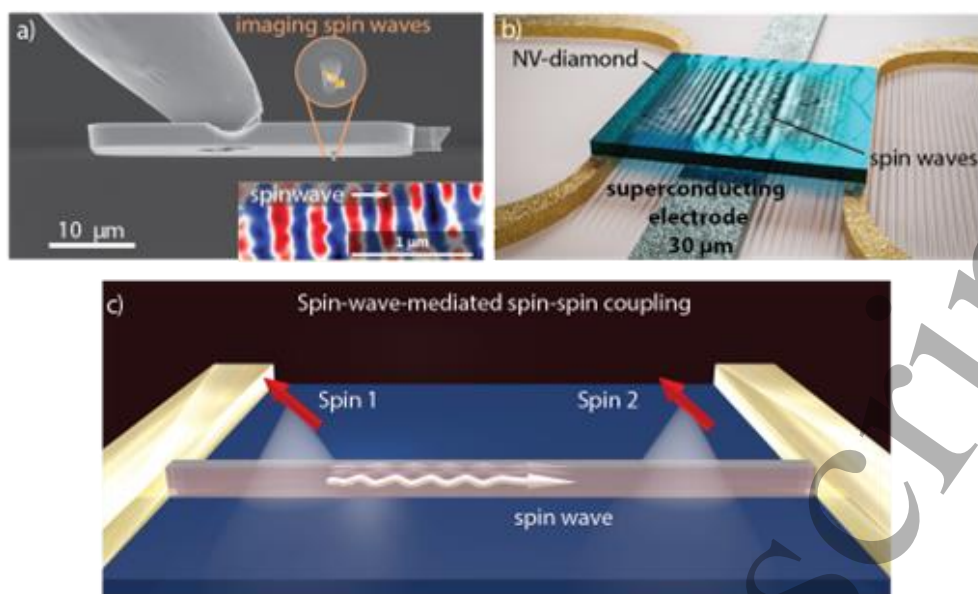 a)
imaging spin waves
spinwave
1 µm
10 µm
b)
NV-diamond
spin waves
superconducting
electrode
30 µm
c)
Spin-wave-mediated spin-spin coupling
Spin 1
Spin 2
spin wave
scrip